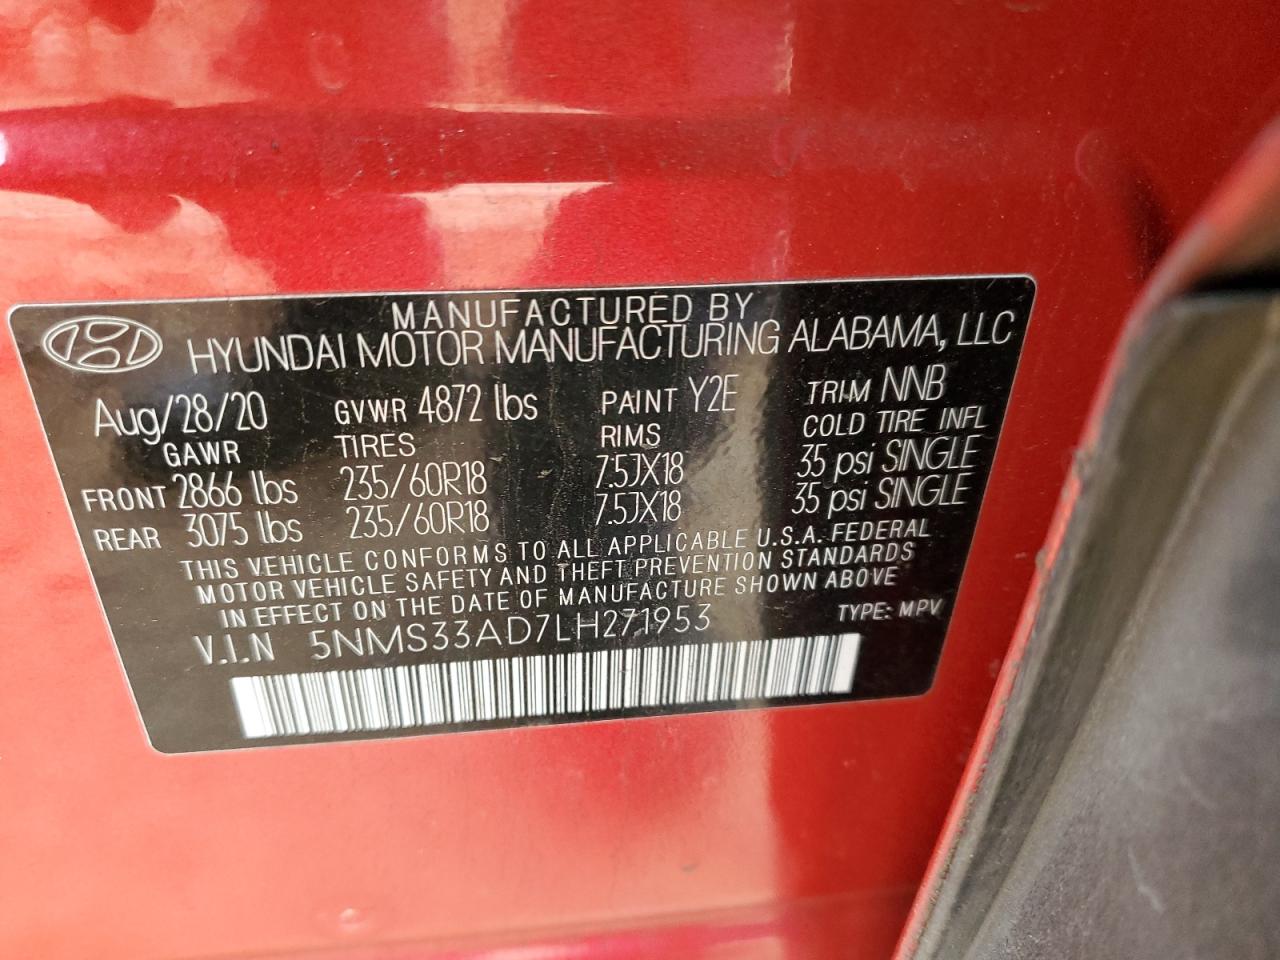 MANUFACTURED BY
HYUNDAI MOTOR MANUFACTURING ALABAMA, LLC
Aug/28/20 GVWR 4872 lbs PAINT Y2E TRIM NNB
GAWR TIRES RIMS COLD TIRE INFL
FRONT 2866 lbs 235/60R18 7.5JX18 35 psi SINGLE
REAR 3075 lbs 235/60R18 7.5JX18 35 psi SINGLE
THIS VEHICLE CONFORMS TO ALL APPLICABLE U.S.A. FEDERAL
MOTOR VEHICLE SAFETY AND THEFT PREVENTION STANDARDS
IN EFFECT ON THE DATE OF MANUFACTURE SHOWN ABOVE
V.I.N 5NMS33AD7LH271953 TYPE: MPV